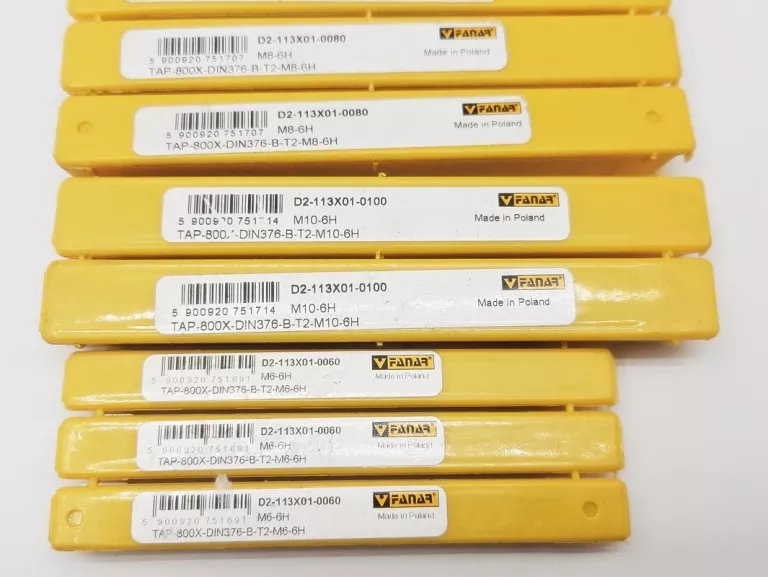 D2-113X01-0080
FANAR
5 900920 751707
M8-6H
Made in Poland
TAP-800X-DIN376-B-T2-M8-6H
D2-113X01-0080
FANAR
5 900920 751707
M8-6H
Made in Poland
TAP-800X-DIN376-B-T2-M8-6H
D2-113X01-0100
FANAR
5 900920 751714
M10-6H
Made in Poland
TAP-800X-DIN376-B-T2-M10-6H
D2-113X01-0100
FANAR
5 900920 751714
M10-6H
Made in Poland
TAP-800X-DIN376-B-T2-M10-6H
D2-113X01-0060
FANAR
5 900920 751691
M6-6H
Made in Poland
TAP-800X-DIN376-B-T2-M6-6H
D2-113X01-0060
FANAR
5 900920 751691
M6-6H
Made in Poland
TAP-800X-DIN376-B-T2-M6-6H
D2-113X01-0060
FANAR
5 900920 751691
M6-6H
Made in Poland
TAP-800X-DIN376-B-T2-M6-6H